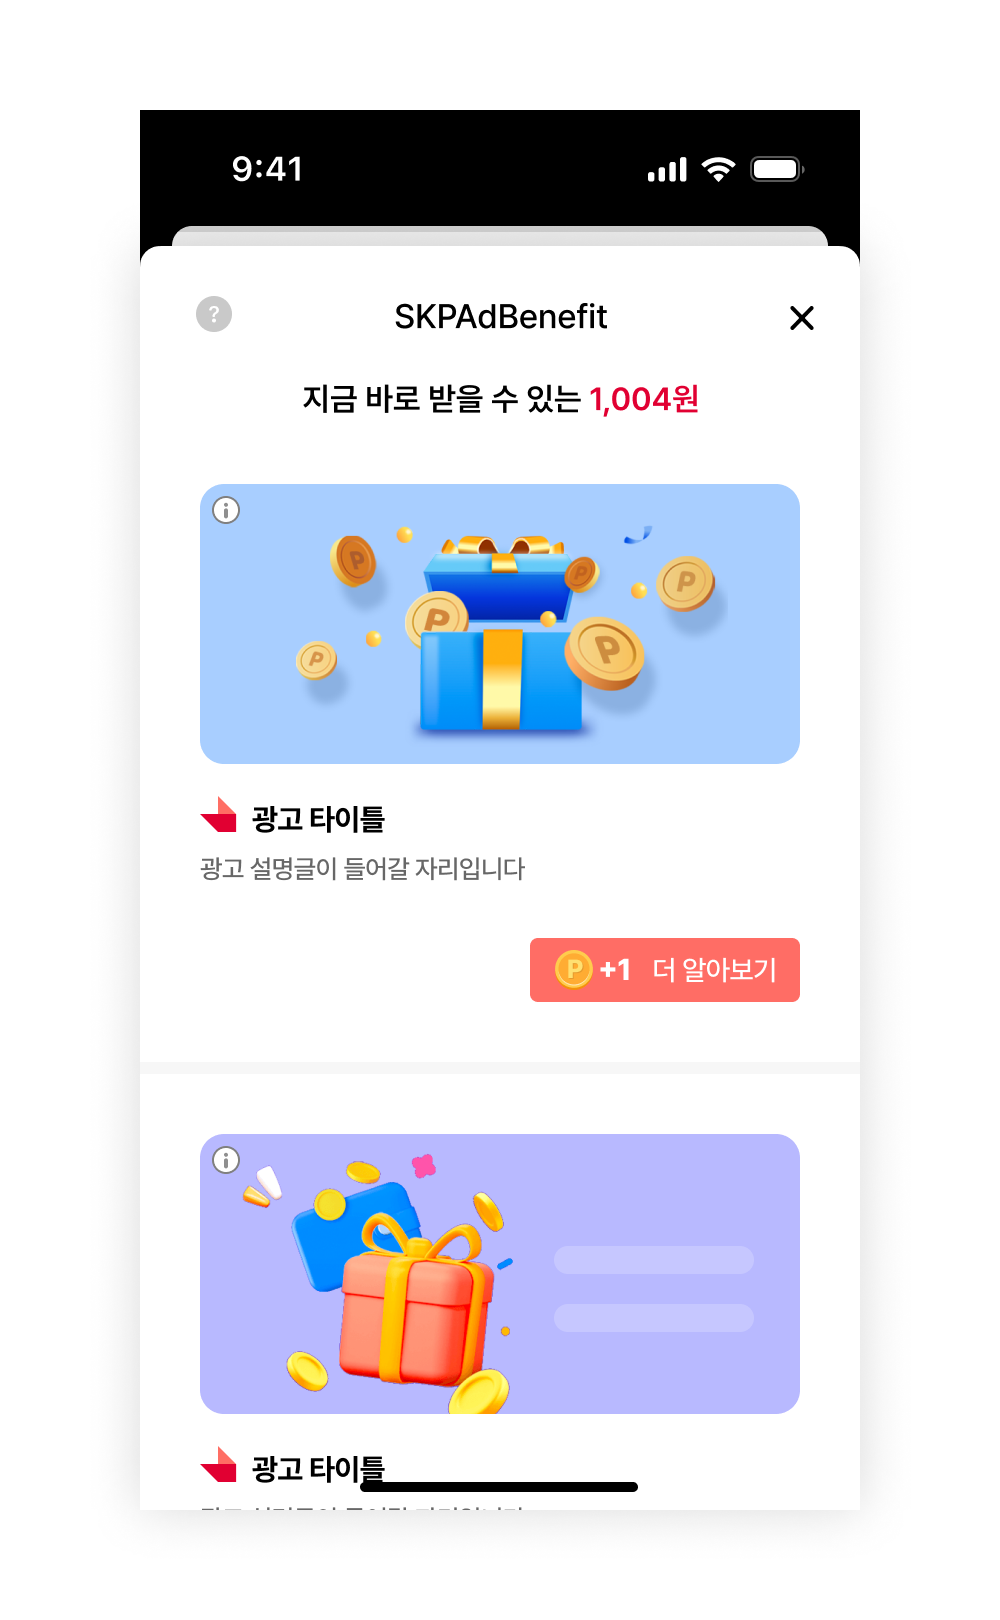 9:41
?
SKPAdBenefit
지금 바로 받을 수 있는 1,004원
P
P
P
P
P
P
광고 타이틀
광고 설명글이 들어갈 자리입니다
P +1 더 알아보기
광고 타이틀